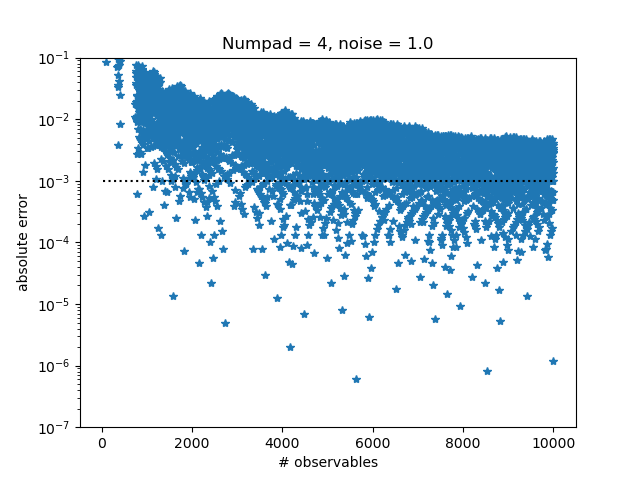 Numpad = 4, noise = 1.0
10⁻¹
10⁻²
10⁻³
10⁻⁴
10⁻⁵
10⁻⁶
10⁻⁷
absolute error
0 2000 4000 6000 8000 10000
# observables